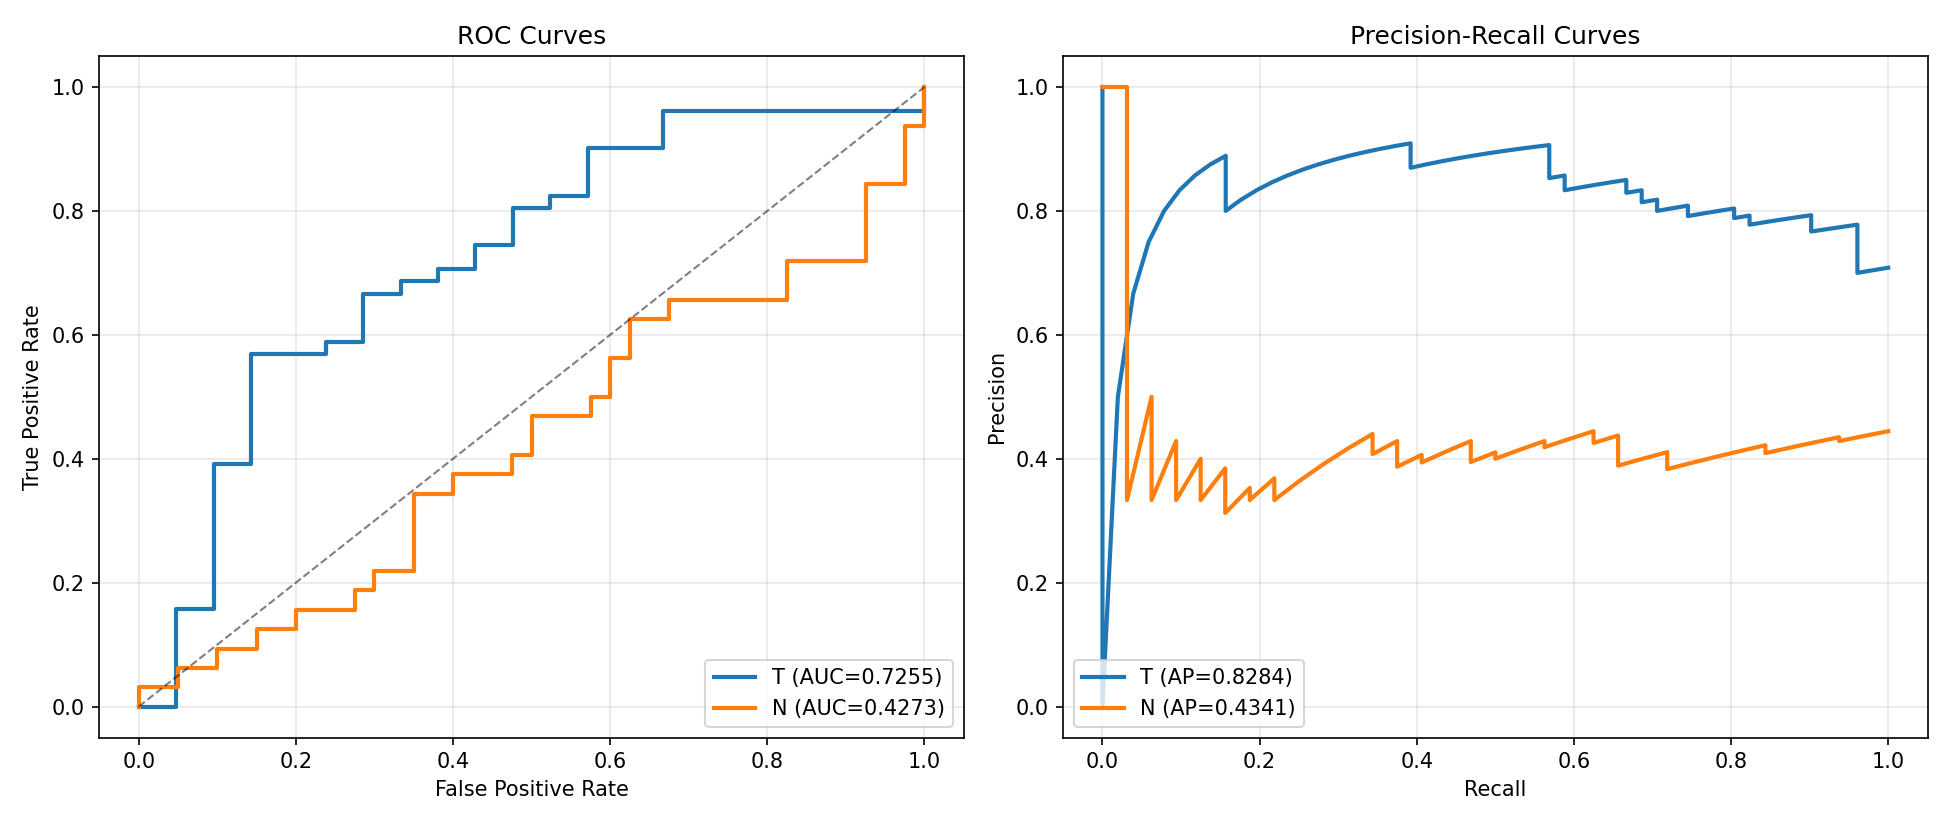 ROC Curves
True Positive Rate
1.0
0.8
0.6
0.4
0.2
0.0
T (AUC=0.7255)
N (AUC=0.4273)
0.0 0.2 0.4 0.6 0.8 1.0
False Positive Rate
Precision-Recall Curves
Precision
1.0
0.8
0.6
0.4
0.2
0.0
T (AP=0.8284)
N (AP=0.4341)
0.0 0.2 0.4 0.6 0.8 1.0
Recall